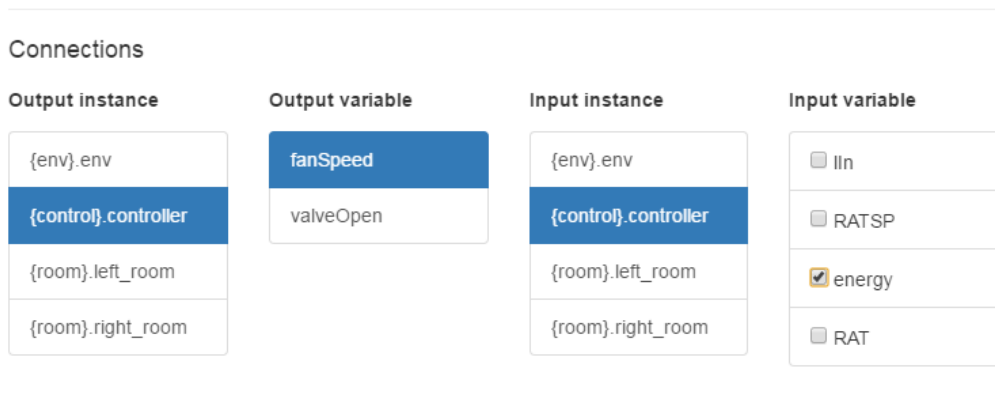 Connections
Output instance
{env}.env
{control}.controller
{room}.left_room
{room}.right_room
Output variable
fanSpeed
valveOpen
Input instance
{env}.env
{control}.controller
{room}.left_room
{room}.right_room
Input variable
lln
RATSP
energy
RAT